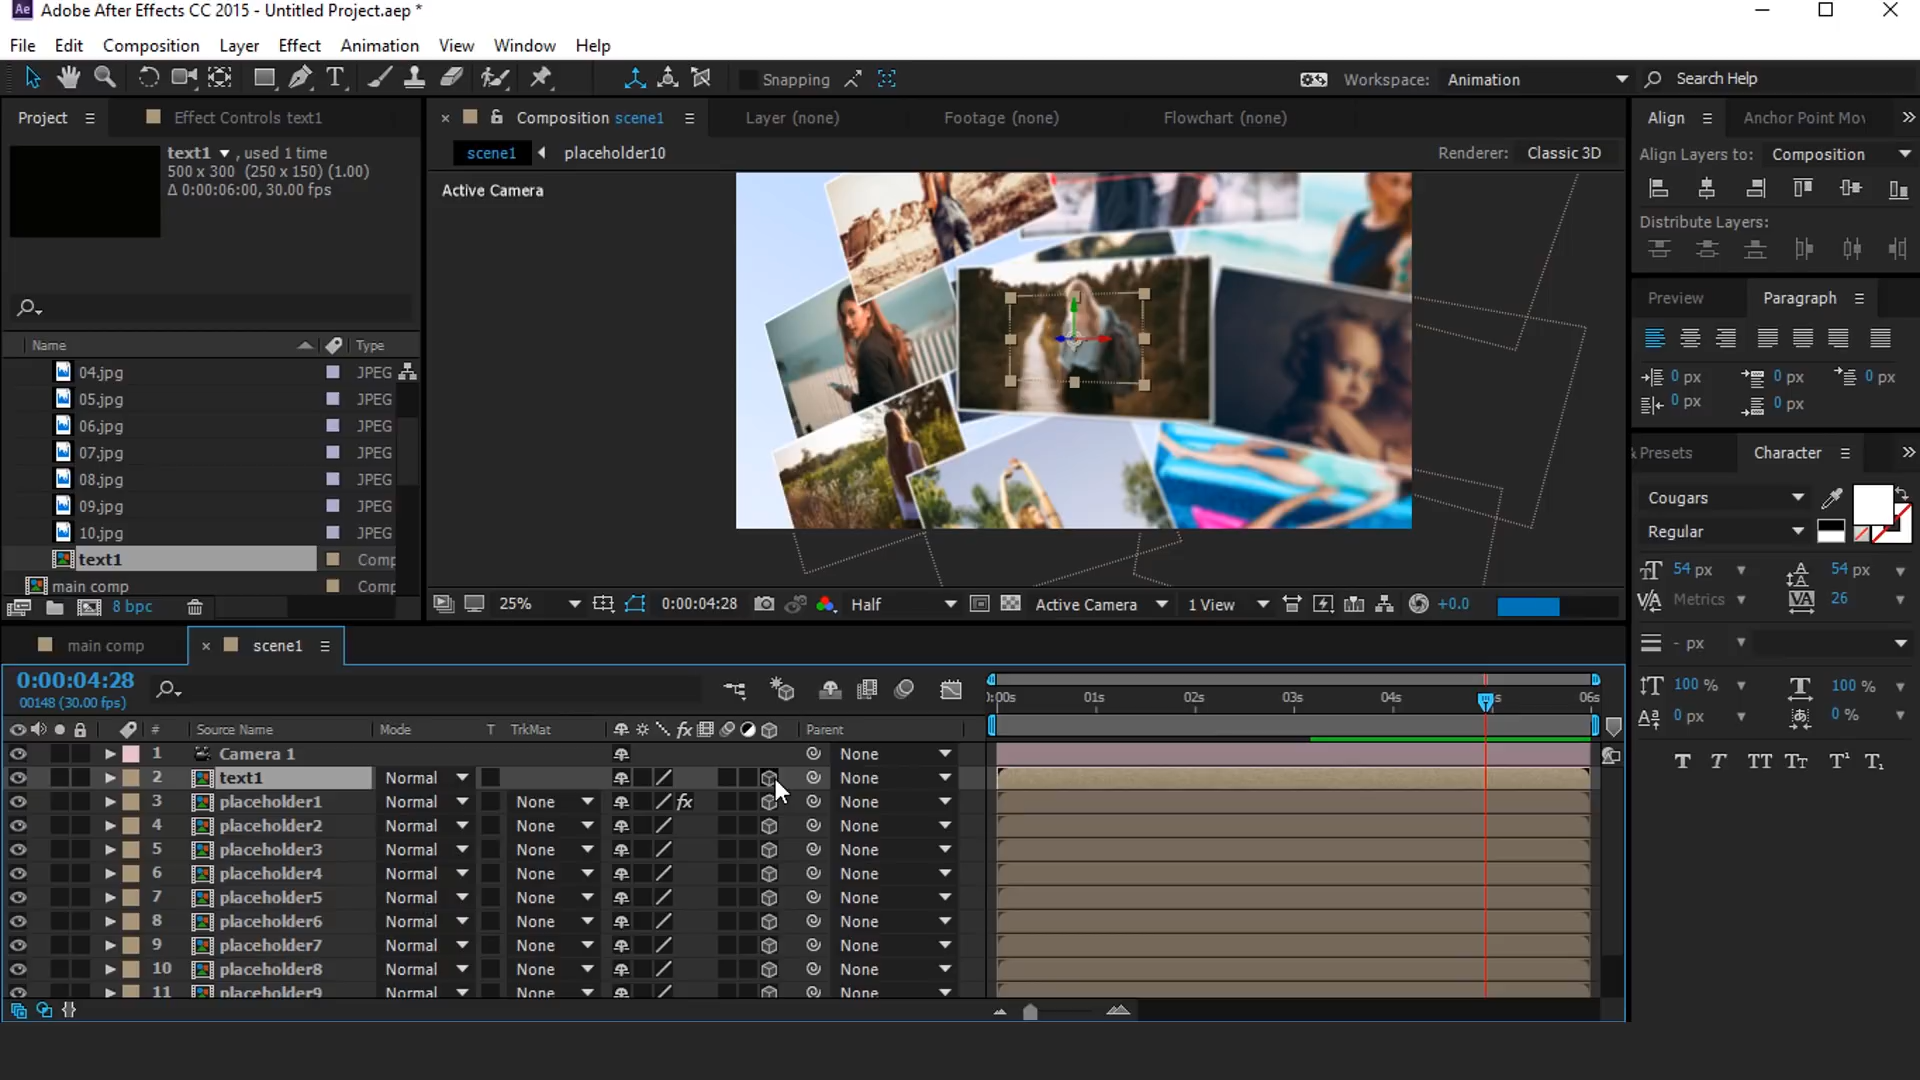 Ae Adobe After Effects CC 2015 - Untitled Project.aep *
File Edit Composition Layer Effect Animation View Window Help
Snapping
Workspace: Animation
Search Help
Project
Effect Controls text1
Composition scene1
Layer (none)
Footage (none)
Flowchart (none)
Align
Anchor Point Mov
text1 , used 1 time
500 x 300 (250 x 150) (1.00)
Δ 0:00:06:00, 30.00 fps
scene1 placeholder10
Renderer: Classic 3D
Active Camera
Align Layers to: Composition
Distribute Layers:
Preview Paragraph
Name Type
04.jpg JPEG
05.jpg JPEG
06.jpg JPEG
07.jpg JPEG
08.jpg JPEG
09.jpg JPEG
10.jpg JPEG
text1 Comp
main comp Comp
8 bpc
0 px 0 px 0 px
0 px 0 px
& Presets Character
Cougars
Regular
54 px 54 px
Metrics 26
- px
100 % 100 %
0 px 0 %
T T TT Tt T¹ T₁
25% 0:00:04:28 Half Active Camera 1 View +0.0
main comp
scene1
0:00:04:28
00148 (30.00 fps)
0:00s 01s 02s 03s 04s s 06s
# Source Name Mode T TrkMat fx Parent
1 Camera 1 None
2 text1 Normal None
3 placeholder1 Normal None fx None
4 placeholder2 Normal None None
5 placeholder3 Normal None None
6 placeholder4 Normal None None
7 placeholder5 Normal None None
8 placeholder6 Normal None None
9 placeholder7 Normal None None
10 placeholder8 Normal None None
11 placeholder9 Normal None None